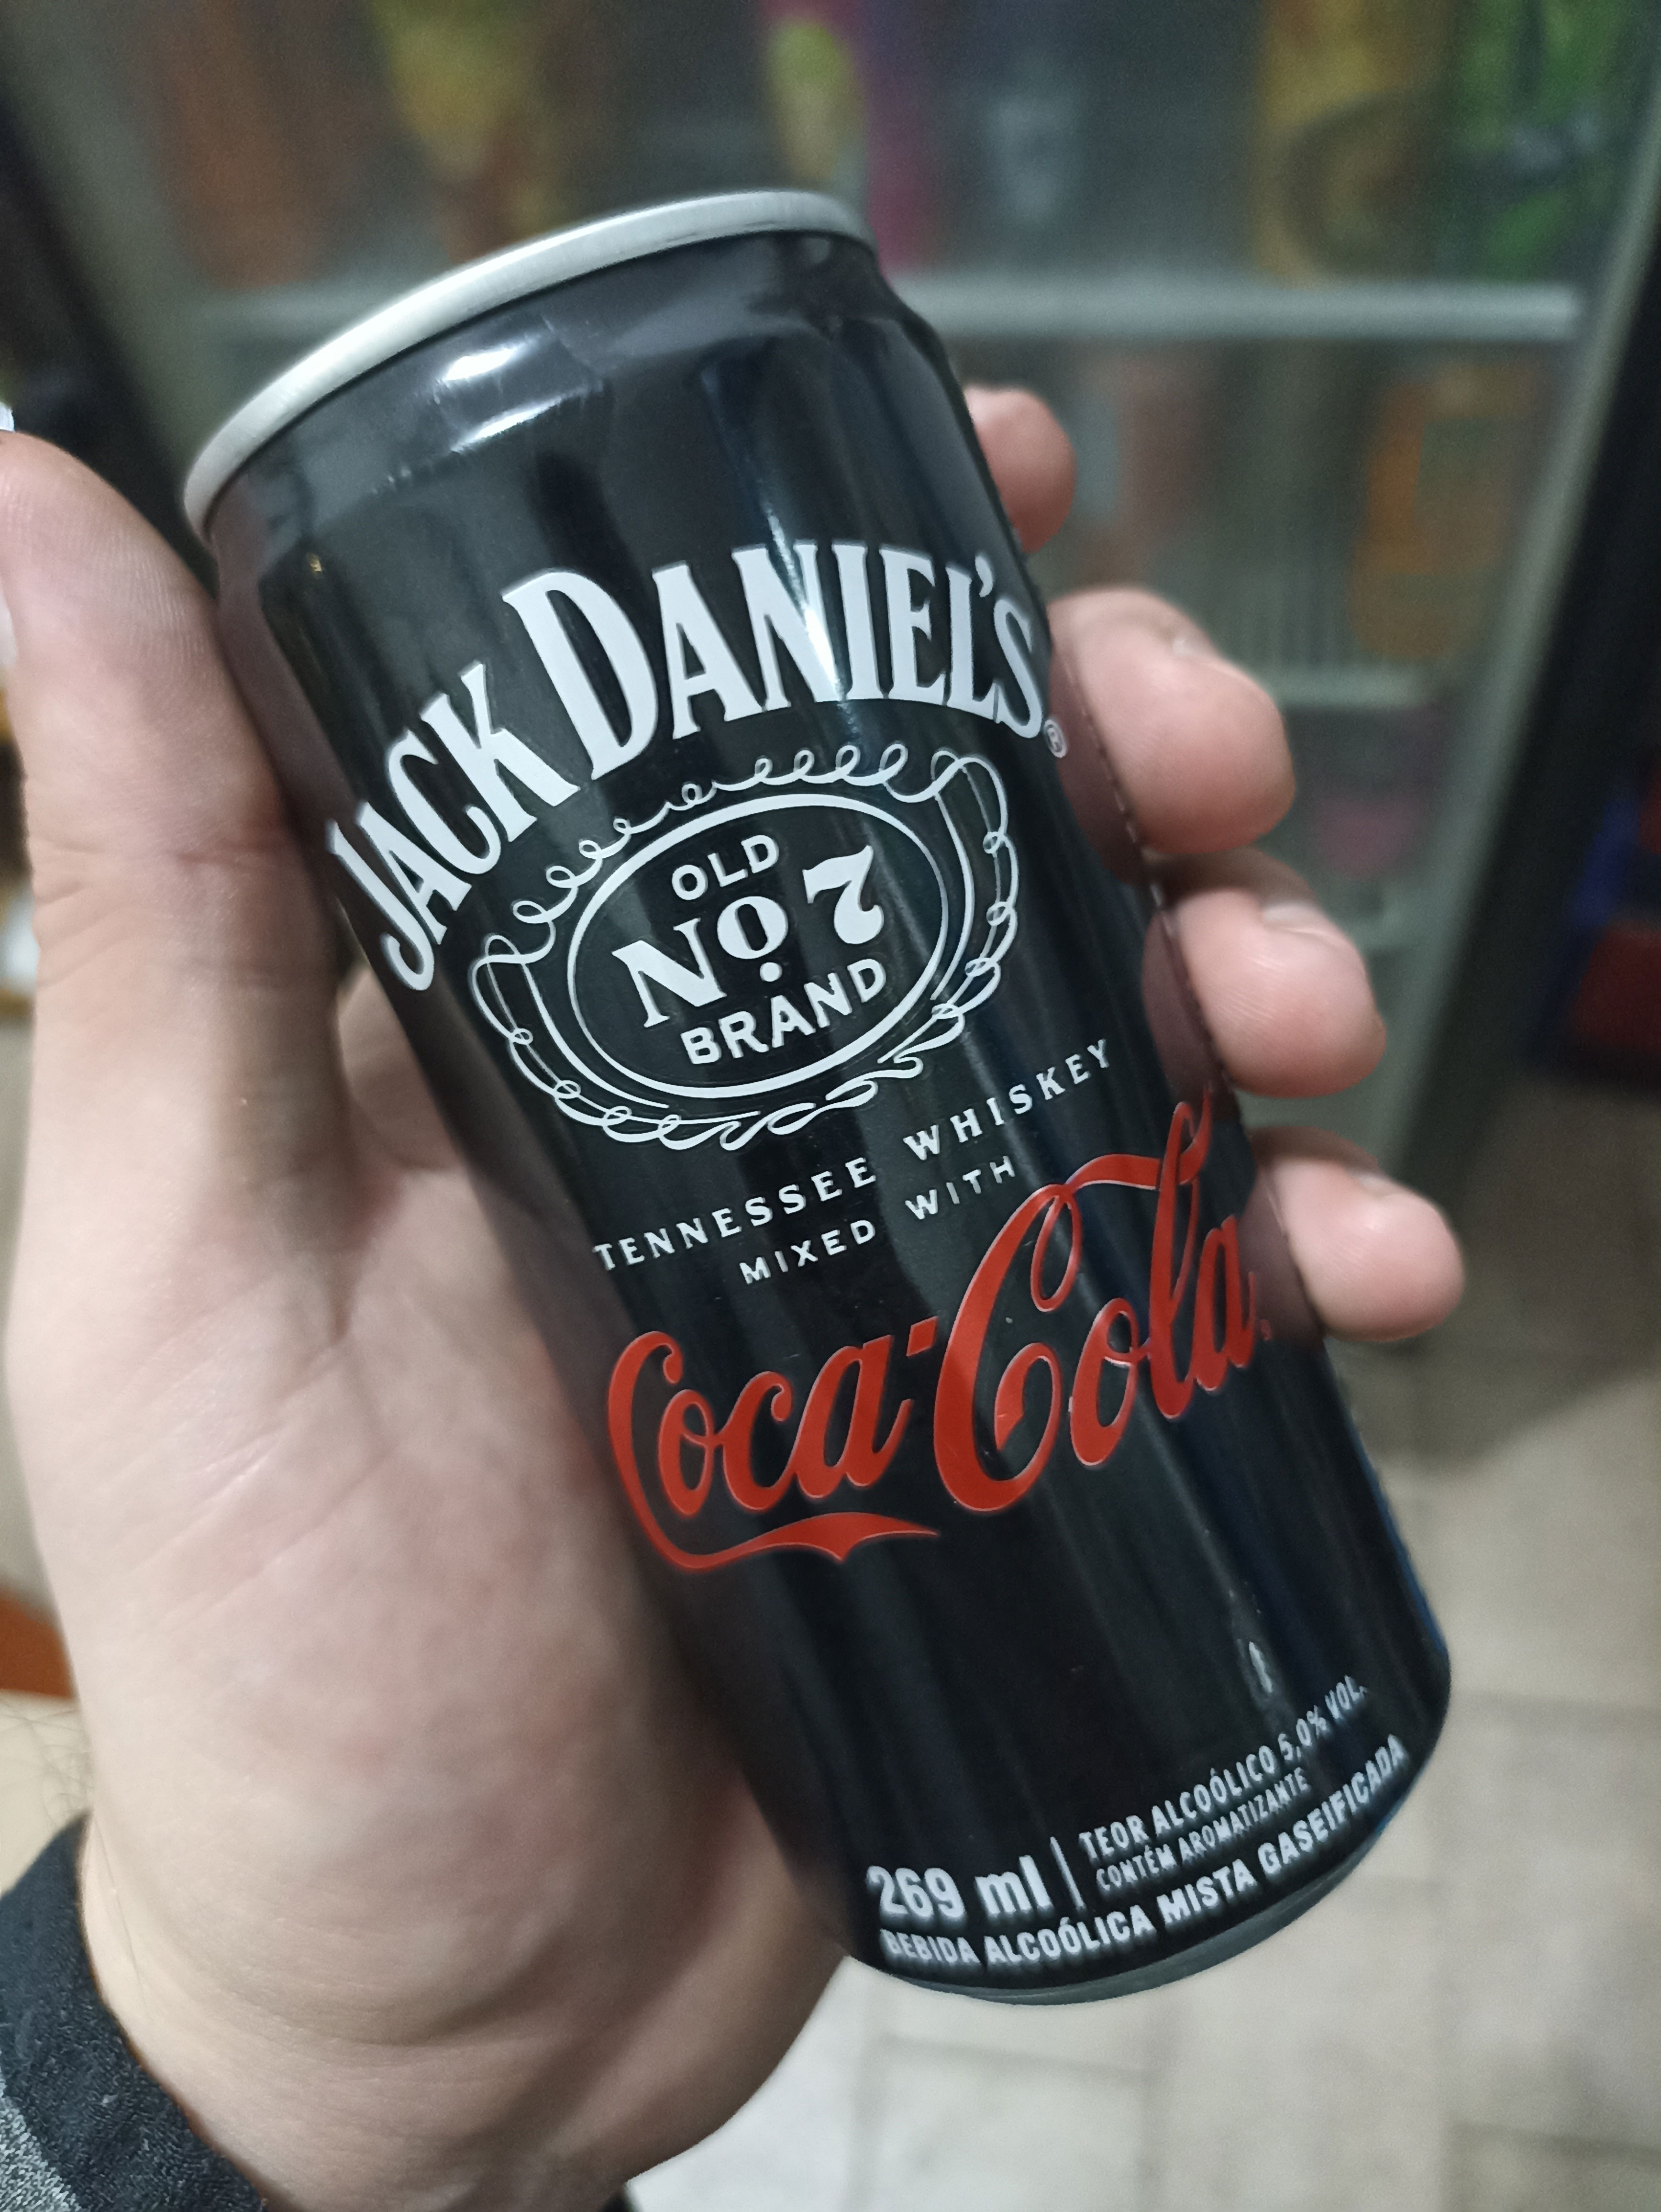 JACK DANIEL'S®
OLD
Nọ 7
BRAND
TENNESSEE WHISKEY
MIXED WITH
Coca-Cola
269 ml
TEOR ALCOÓLICO 5,0% VOL.
CONTÉM AROMATIZANTE
BEBIDA ALCOÓLICA MISTA GASEIFICADA